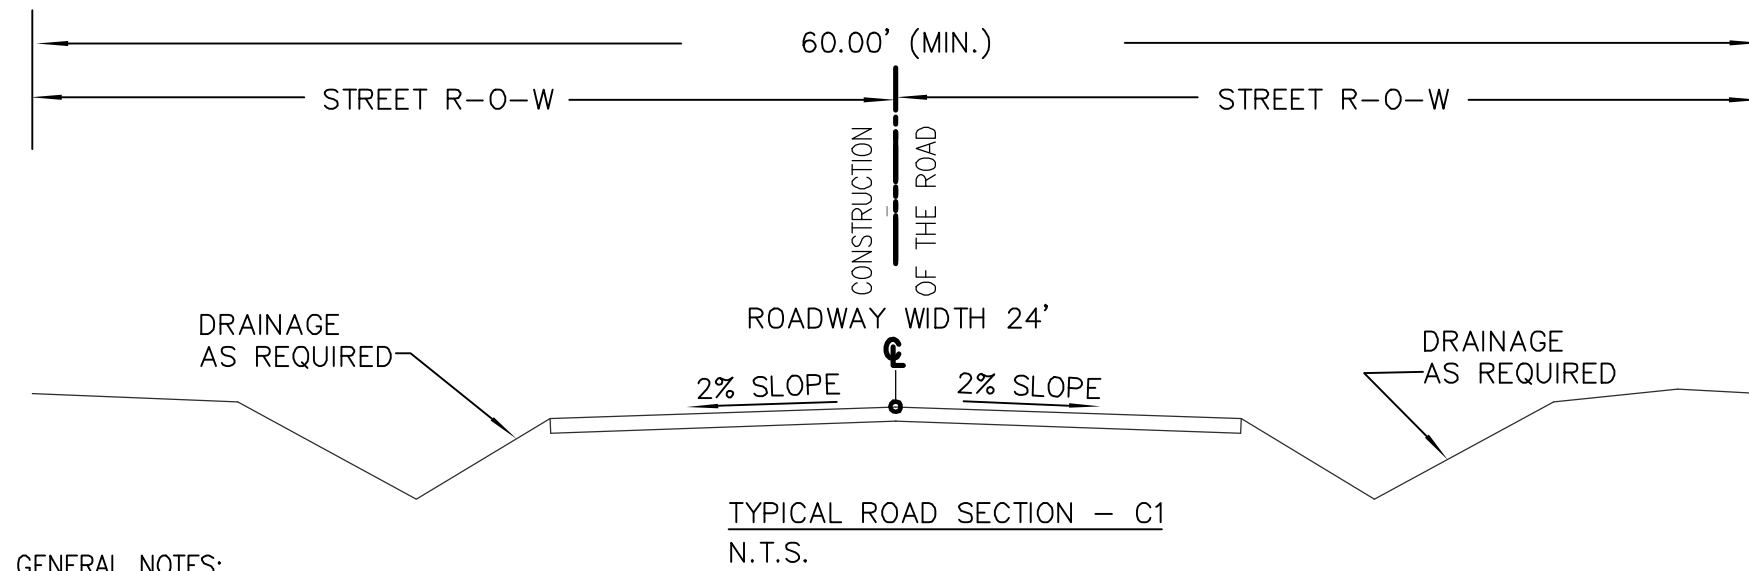 60.00' (MIN.)
STREET R-O-W
STREET R-O-W
CONSTRUCTION
OF THE ROAD
ROADWAY WIDTH 24'
℄
DRAINAGE
AS REQUIRED
2% SLOPE
2% SLOPE
DRAINAGE
AS REQUIRED
TYPICAL ROAD SECTION - C1
N.T.S.
GENERAL NOTES: